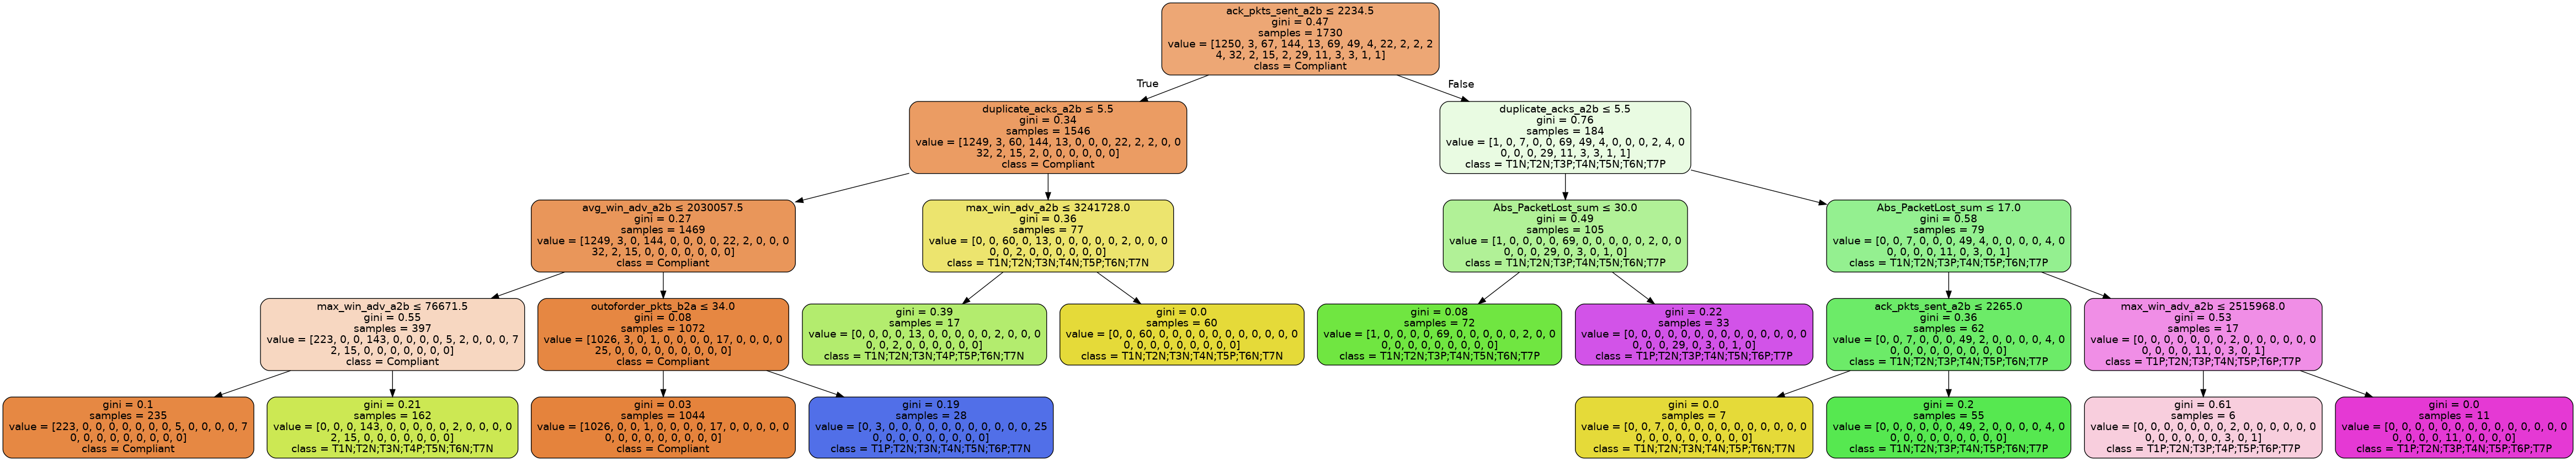 ack_pkts_sent_a2b ≤ 2234.5
gini = 0.47
samples = 1730
value = [1250, 3, 67, 144, 13, 69, 49, 4, 22, 2, 2, 2
4, 32, 2, 15, 2, 29, 11, 3, 3, 1, 1]
class = Compliant
True
False
duplicate_acks_a2b ≤ 5.5
gini = 0.34
samples = 1546
value = [1249, 3, 60, 144, 13, 0, 0, 0, 22, 2, 2, 0, 0
32, 2, 15, 2, 0, 0, 0, 0, 0, 0]
class = Compliant
duplicate_acks_a2b ≤ 5.5
gini = 0.76
samples = 184
value = [1, 0, 7, 0, 0, 69, 49, 4, 0, 0, 0, 2, 4, 0
0, 0, 0, 29, 11, 3, 3, 1, 1]
class = T1N;T2N;T3P;T4N;T5N;T6N;T7P
avg_win_adv_a2b ≤ 2030057.5
gini = 0.27
samples = 1469
value = [1249, 3, 0, 144, 0, 0, 0, 0, 22, 2, 0, 0, 0
32, 2, 15, 0, 0, 0, 0, 0, 0, 0]
class = Compliant
max_win_adv_a2b ≤ 3241728.0
gini = 0.36
samples = 77
value = [0, 0, 60, 0, 13, 0, 0, 0, 0, 0, 2, 0, 0, 0
0, 0, 2, 0, 0, 0, 0, 0, 0]
class = T1N;T2N;T3N;T4N;T5P;T6N;T7N
Abs_PacketLost_sum ≤ 30.0
gini = 0.49
samples = 105
value = [1, 0, 0, 0, 0, 69, 0, 0, 0, 0, 0, 2, 0, 0
0, 0, 0, 29, 0, 3, 0, 1, 0]
class = T1N;T2N;T3P;T4N;T5N;T6N;T7P
Abs_PacketLost_sum ≤ 17.0
gini = 0.58
samples = 79
value = [0, 0, 7, 0, 0, 0, 49, 4, 0, 0, 0, 0, 4, 0
0, 0, 0, 0, 11, 0, 3, 0, 1]
class = T1N;T2N;T3P;T4N;T5P;T6N;T7P
max_win_adv_a2b ≤ 76671.5
gini = 0.55
samples = 397
value = [223, 0, 0, 143, 0, 0, 0, 0, 5, 2, 0, 0, 0, 7
2, 15, 0, 0, 0, 0, 0, 0, 0]
class = Compliant
outoforder_pkts_b2a ≤ 34.0
gini = 0.08
samples = 1072
value = [1026, 3, 0, 1, 0, 0, 0, 0, 17, 0, 0, 0, 0
25, 0, 0, 0, 0, 0, 0, 0, 0, 0]
class = Compliant
gini = 0.39
samples = 17
value = [0, 0, 0, 0, 13, 0, 0, 0, 0, 0, 2, 0, 0, 0
0, 0, 2, 0, 0, 0, 0, 0, 0]
class = T1N;T2N;T3N;T4P;T5P;T6N;T7N
gini = 0.0
samples = 60
value = [0, 0, 60, 0, 0, 0, 0, 0, 0, 0, 0, 0, 0, 0
0, 0, 0, 0, 0, 0, 0, 0, 0]
class = T1N;T2N;T3N;T4N;T5P;T6N;T7N
gini = 0.08
samples = 72
value = [1, 0, 0, 0, 0, 69, 0, 0, 0, 0, 0, 2, 0, 0
0, 0, 0, 0, 0, 0, 0, 0, 0]
class = T1N;T2N;T3P;T4N;T5N;T6N;T7P
gini = 0.22
samples = 33
value = [0, 0, 0, 0, 0, 0, 0, 0, 0, 0, 0, 0, 0, 0
0, 0, 0, 29, 0, 3, 0, 1, 0]
class = T1P;T2N;T3P;T4N;T5N;T6P;T7P
ack_pkts_sent_a2b ≤ 2265.0
gini = 0.36
samples = 62
value = [0, 0, 7, 0, 0, 0, 49, 2, 0, 0, 0, 0, 4, 0
0, 0, 0, 0, 0, 0, 0, 0, 0]
class = T1N;T2N;T3P;T4N;T5P;T6N;T7P
max_win_adv_a2b ≤ 2515968.0
gini = 0.53
samples = 17
value = [0, 0, 0, 0, 0, 0, 0, 2, 0, 0, 0, 0, 0, 0
0, 0, 0, 0, 11, 0, 3, 0, 1]
class = T1P;T2N;T3P;T4N;T5P;T6P;T7P
gini = 0.1
samples = 235
value = [223, 0, 0, 0, 0, 0, 0, 0, 5, 0, 0, 0, 0, 7
0, 0, 0, 0, 0, 0, 0, 0, 0]
class = Compliant
gini = 0.21
samples = 162
value = [0, 0, 0, 143, 0, 0, 0, 0, 0, 2, 0, 0, 0, 0
2, 15, 0, 0, 0, 0, 0, 0, 0]
class = T1N;T2N;T3N;T4P;T5N;T6N;T7N
gini = 0.03
samples = 1044
value = [1026, 0, 0, 1, 0, 0, 0, 0, 17, 0, 0, 0, 0, 0
0, 0, 0, 0, 0, 0, 0, 0, 0]
class = Compliant
gini = 0.19
samples = 28
value = [0, 3, 0, 0, 0, 0, 0, 0, 0, 0, 0, 0, 0, 25
0, 0, 0, 0, 0, 0, 0, 0, 0]
class = T1P;T2N;T3N;T4N;T5N;T6P;T7N
gini = 0.0
samples = 7
value = [0, 0, 7, 0, 0, 0, 0, 0, 0, 0, 0, 0, 0, 0
0, 0, 0, 0, 0, 0, 0, 0, 0]
class = T1N;T2N;T3N;T4N;T5P;T6N;T7N
gini = 0.2
samples = 55
value = [0, 0, 0, 0, 0, 0, 49, 2, 0, 0, 0, 0, 4, 0
0, 0, 0, 0, 0, 0, 0, 0, 0]
class = T1N;T2N;T3P;T4N;T5P;T6N;T7P
gini = 0.61
samples = 6
value = [0, 0, 0, 0, 0, 0, 0, 2, 0, 0, 0, 0, 0, 0
0, 0, 0, 0, 0, 0, 3, 0, 1]
class = T1P;T2N;T3P;T4P;T5P;T6P;T7P
gini = 0.0
samples = 11
value = [0, 0, 0, 0, 0, 0, 0, 0, 0, 0, 0, 0, 0, 0
0, 0, 0, 0, 11, 0, 0, 0, 0]
class = T1P;T2P;T3P;T4N;T5P;T6P;T7P